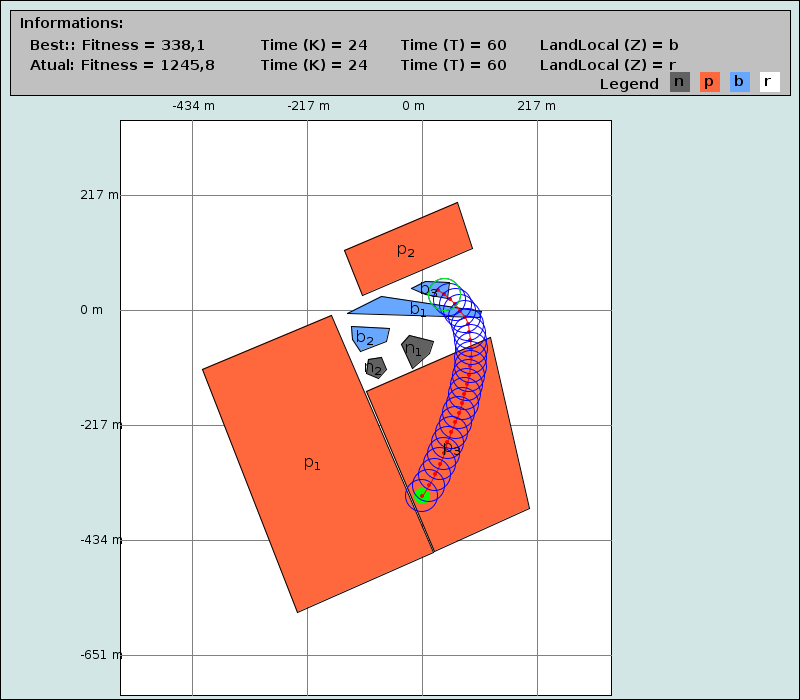 Informations:
Best:: Fitness = 338,1 Time (K) = 24 Time (T) = 60 LandLocal (Z) = b
Atual: Fitness = 1245,8 Time (K) = 24 Time (T) = 60 LandLocal (Z) = r
Legend n p b r
-434 m -217 m 0 m 217 m
217 m
p2
b3
0 m
b1
b2
n1
n2
-217 m
p3
p1
-434 m
-651 m